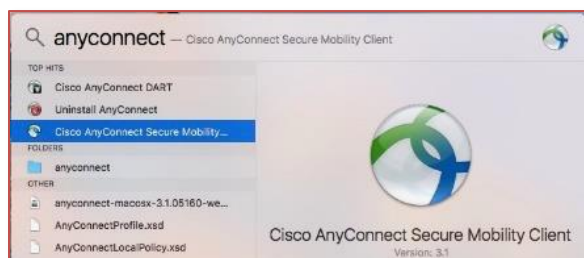 anyconnect — Cisco AnyConnect Secure Mobility Client
TOP HITS
Cisco AnyConnect DART
Uninstall AnyConnect
Cisco AnyConnect Secure Mobility...
FOLDERS
anyconnect
OTHER
anyconnect-macosx-3.1.05160-we...
AnyConnectProfile.xsd
AnyConnectLocalPolicy.xsd
Cisco AnyConnect Secure Mobility Client
Version: 3.1